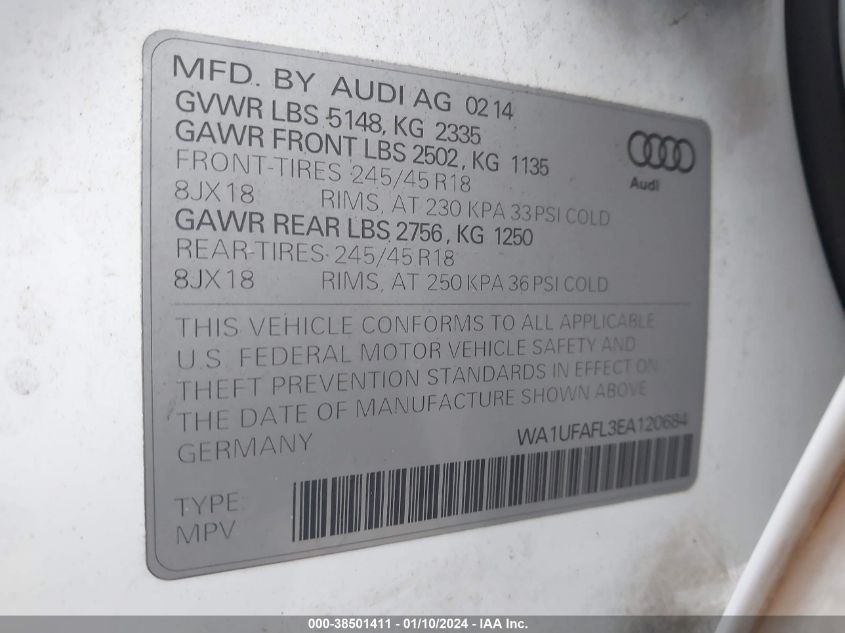 MFD. BY AUDI AG 02 14
GVWR LBS 5148, KG 2335
GAWR FRONT LBS 2502, KG 1135
FRONT-TIRES 245/45 R18
8JX18 RIMS, AT 230 KPA 33 PSI COLD
GAWR REAR LBS 2756, KG 1250
REAR-TIRES 245/45 R18
8JX18 RIMS, AT 250 KPA 36 PSI COLD
Audi
THIS VEHICLE CONFORMS TO ALL APPLICABLE
U.S. FEDERAL MOTOR VEHICLE SAFETY AND
THEFT PREVENTION STANDARDS IN EFFECT ON
THE DATE OF MANUFACTURE SHOWN ABOVE
GERMANY WA1UFAFL3EA120684
TYPE:
MPV
000-38501411 - 01/10/2024 - IAA Inc.